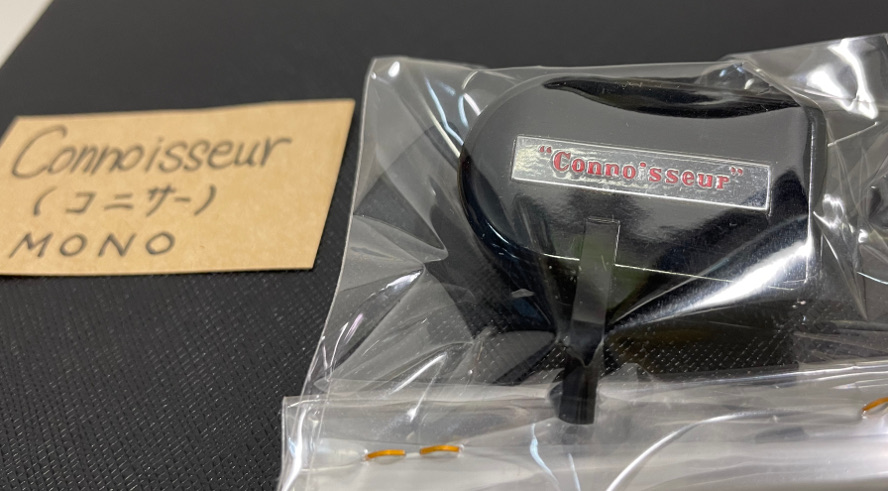 Connoisseur
(コニサー)
MONO
"Connoisseur"